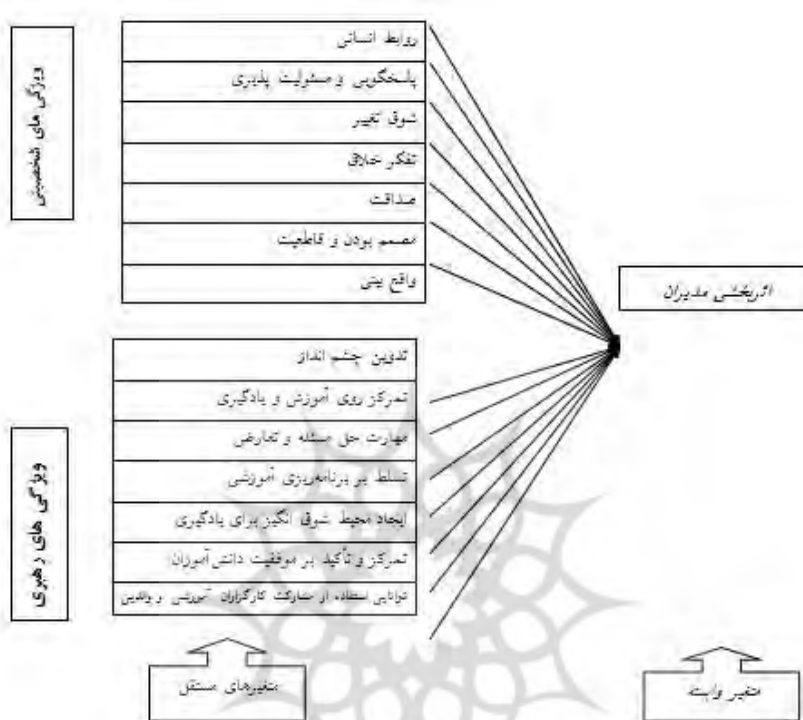 ویژگی های شخصیتی
روابط انسانی
پاسخگویی و مسئولیت پذیری
شوق تغییر
تفکر خلاق
صداقت
مصمم بودن و قاطعیت
واقع بینی
اثربخشی مدیران
ویژگی های رهبری
تدوین چشم انداز
تمرکز روی آموزش و یادگیری
مهارت حل مسئله و تعارض
تسلط بر برنامه‌ریزی آموزشی
ایجاد محیط شوق انگیز برای یادگیری
تمرکز و تأکید بر موفقیت دانش آموزان
توانایی استفاده از مشارکت کارگزاران آموزشی و والدین
متغیرهای مستقل
متغیر وابسته